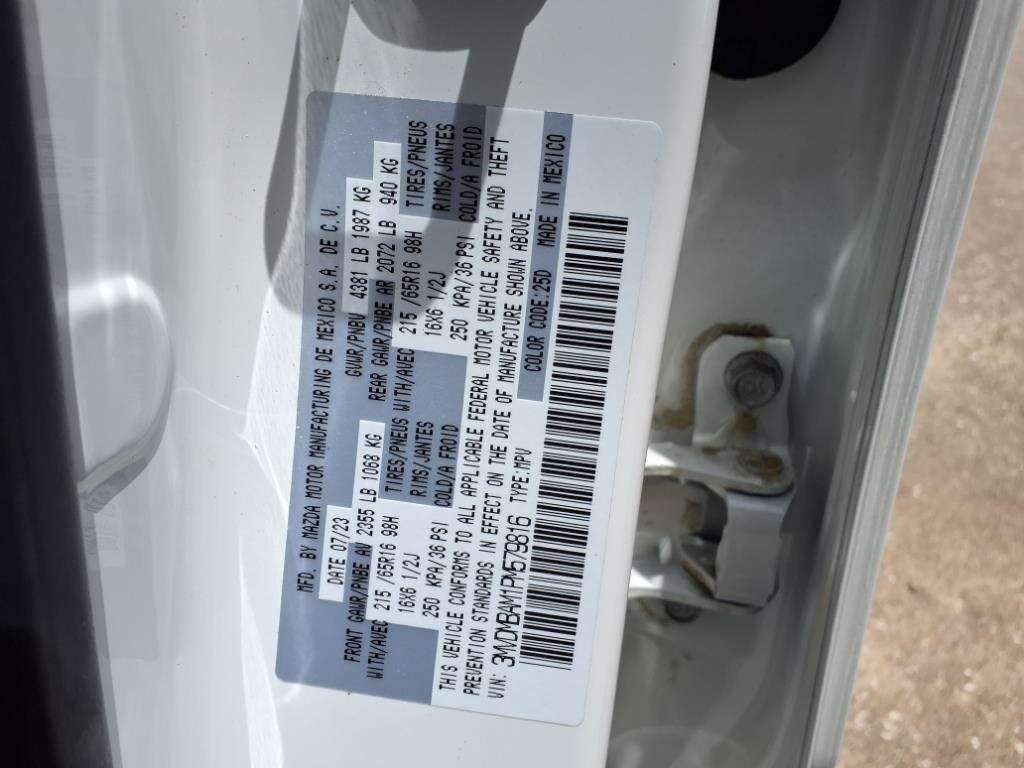 MFD. BY MAZDA MOTOR MANUFACTURING DE MEXICO S.A. DE C.V.
DATE 07/23 GVWR/PNBV 4381 LB 1987 KG
FRONT GAWR/PNBE AV 2355 LB 1068 KG REAR GAWR/PNBE AR 2072 LB 940 KG
WITH/AVEC 215 /65R16 98H TIRES/PNEUS WITH/AVEC 215 /65R16 98H TIRES/PNEUS
16X6 1/2J RIMS/JANTES 16X6 1/2J RIMS/JANTES
250 KPA/36 PSI COLD/A FROID 250 KPA/36 PSI COLD/A FROID
THIS VEHICLE CONFORMS TO ALL APPLICABLE FEDERAL MOTOR VEHICLE SAFETY AND THEFT
PREVENTION STANDARDS IN EFFECT ON THE DATE OF MANUFACTURE SHOWN ABOVE.
VIN: 3MVDMBAM1PM579816 TYPE:MPV COLOR CODE:25D MADE IN MEXICO